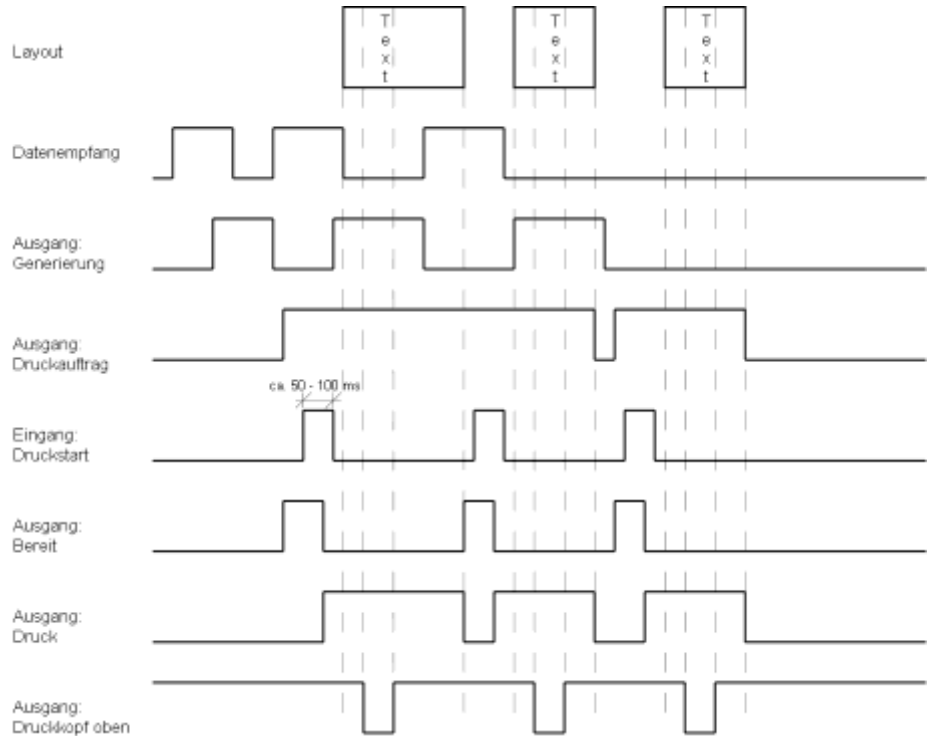 T T T
e e e
x x x
t t t
Layout
Datenempfang
Ausgang:
Generierung
Ausgang:
Druckauftrag
ca. 50 - 100 ms
Eingang:
Druckstart
Ausgang:
Bereit
Ausgang:
Druck
Ausgang:
Druckkopf oben